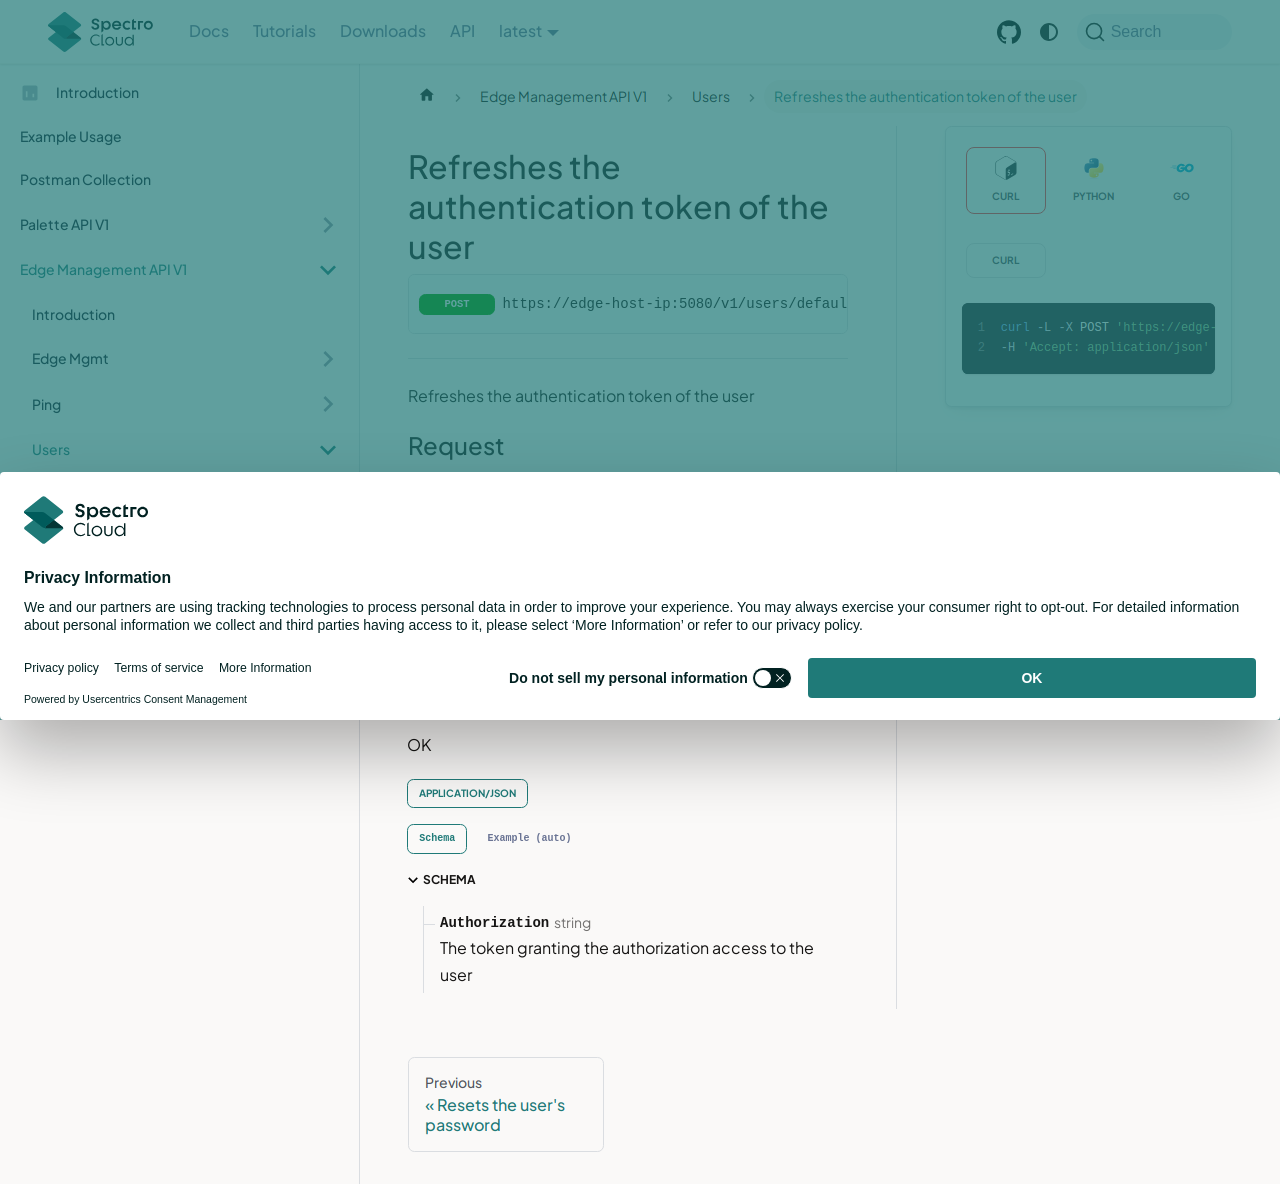 Spectro
Cloud
Docs
Tutorials
Downloads
API
latest
Search
Introduction
Example Usage
Postman Collection
Palette API V1
Edge Management API V1
Introduction
Edge Mgmt
Ping
Users
Edge Management API V1
Users
Refreshes the authentication token of the user
Refreshes the
authentication token of the
user
POST
https://edge-host-ip:5080/v1/users/defaul
Refreshes the authentication token of the user
Request
CURL
PYTHON
GO
CURL
1 curl -L -X POST 'https://edge-
2 -H 'Accept: application/json'
Spectro
Cloud
Privacy Information
We and our partners are using tracking technologies to process personal data in order to improve your experience. You may always exercise your consumer right to opt-out. For detailed information
about personal information we collect and third parties having access to it, please select ‘More Information’ or refer to our privacy policy.
Privacy policy
Terms of service
More Information
Powered by Usercentrics Consent Management
Do not sell my personal information
OK
OK
APPLICATION/JSON
Schema
Example (auto)
SCHEMA
Authorization string
The token granting the authorization access to the
user
Previous
« Resets the user's
password